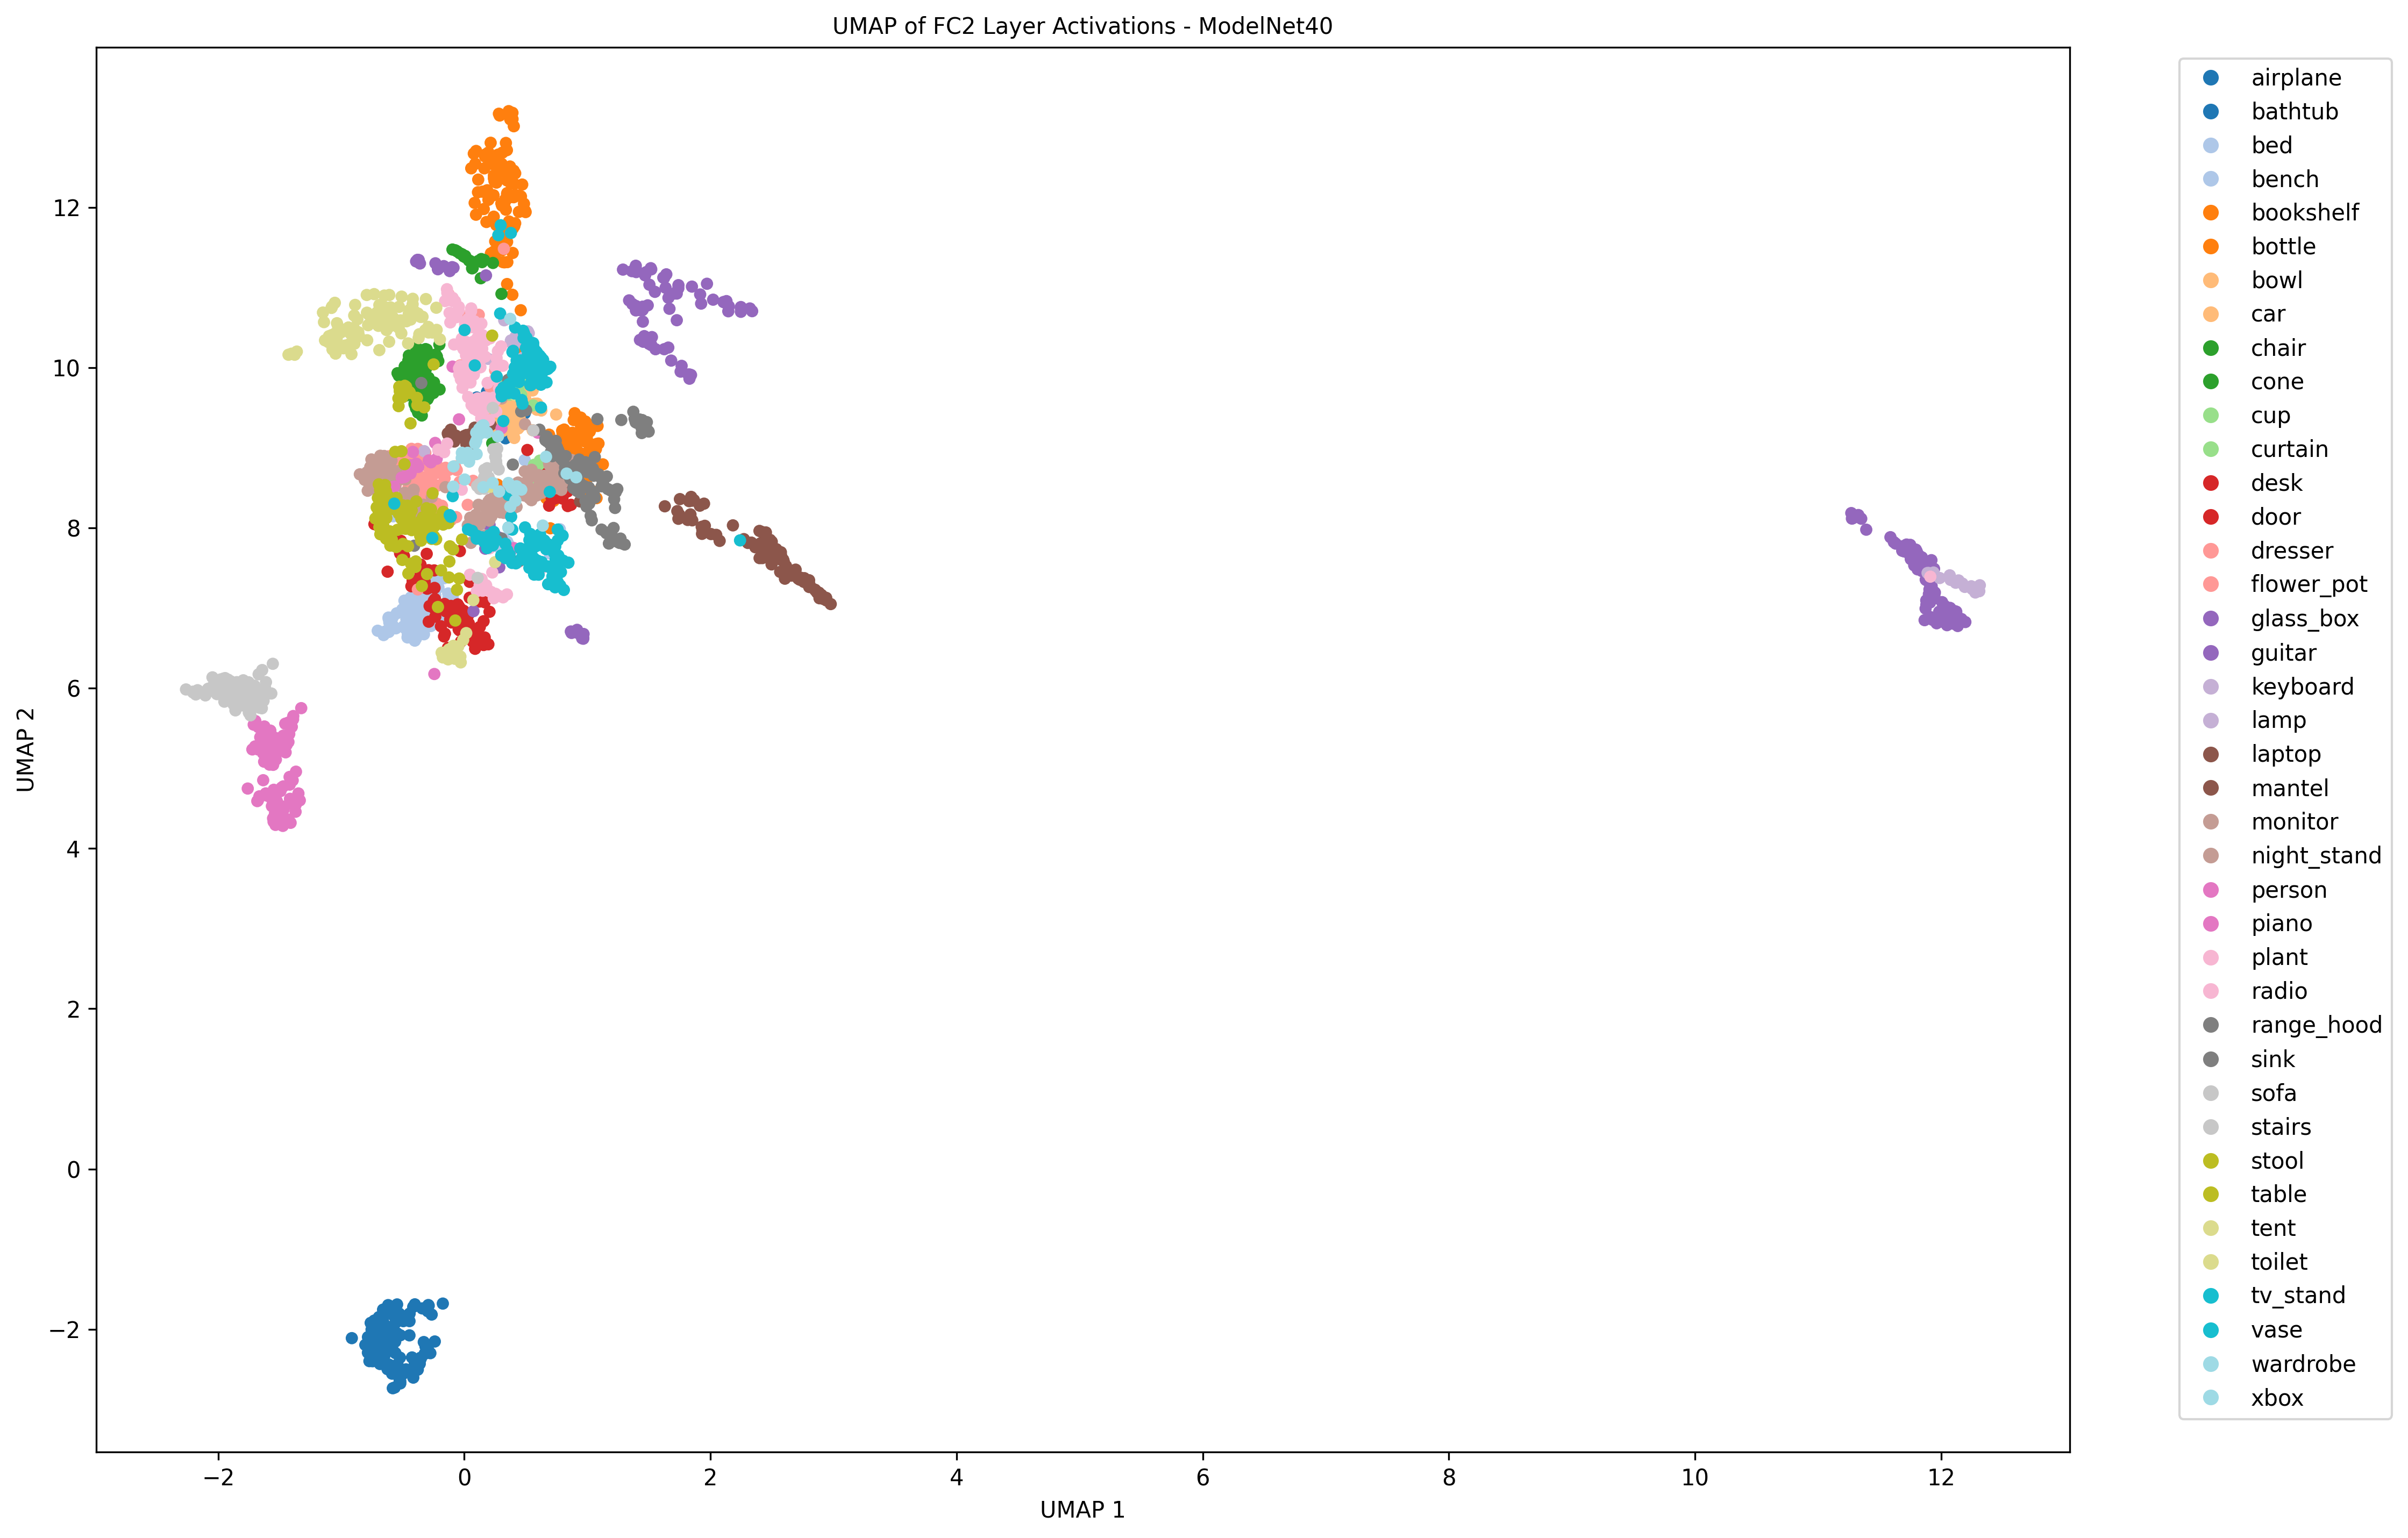 UMAP of FC2 Layer Activations - ModelNet40
UMAP 2
12
10
8
6
4
2
0
−2
−2
0
2
4
6
8
10
12
UMAP 1
airplane
bathtub
bed
bench
bookshelf
bottle
bowl
car
chair
cone
cup
curtain
desk
door
dresser
flower_pot
glass_box
guitar
keyboard
lamp
laptop
mantel
monitor
night_stand
person
piano
plant
radio
range_hood
sink
sofa
stairs
stool
table
tent
toilet
tv_stand
vase
wardrobe
xbox